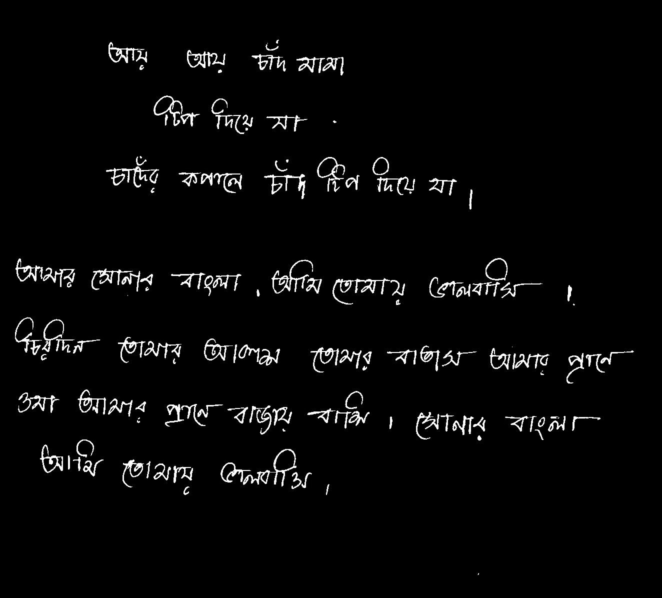 আয় আয় চাঁদ মামা
টিপ দিয়ে যা .
চাঁদের কপালে চাঁদ টিপ দিয়ে যা ।
আমার সোনার বাংলা , আমি তোমায় ভালবাসি ।
চিরদিন তোমার আকাশ তোমার বাতাস আমার প্রানে
ওমা আমার প্রানে বাজায় বাশি । সোনার বাংলা
আমি তোমায় ভালবাসি ।